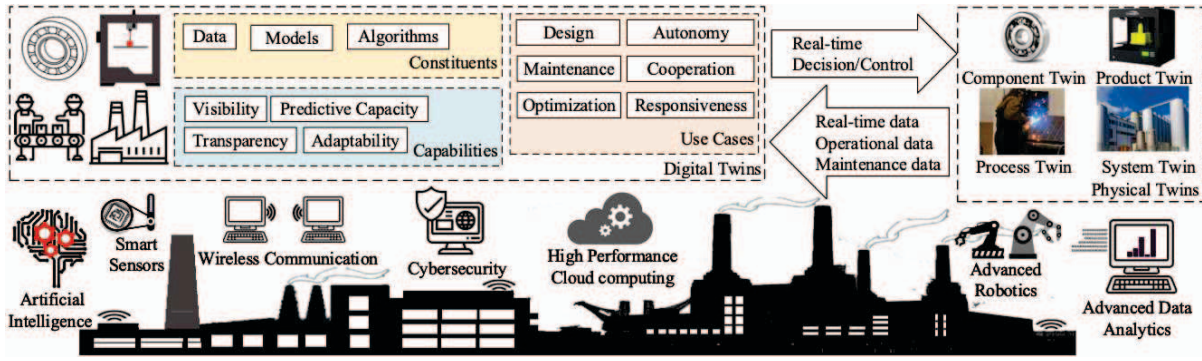 Data
Models
Algorithms
Constituents
Visibility
Predictive Capacity
Transparency
Adaptability
Capabilities
Design
Autonomy
Maintenance
Cooperation
Optimization
Responsiveness
Use Cases
Digital Twins
Real-time
Decision/Control
Real-time data
Operational data
Maintenance data
Component Twin
Product Twin
Process Twin
System Twin
Physical Twins
Artificial
Intelligence
Smart
Sensors
Wireless Communication
Cybersecurity
High Performance
Cloud computing
Advanced
Robotics
Advanced Data
Analytics